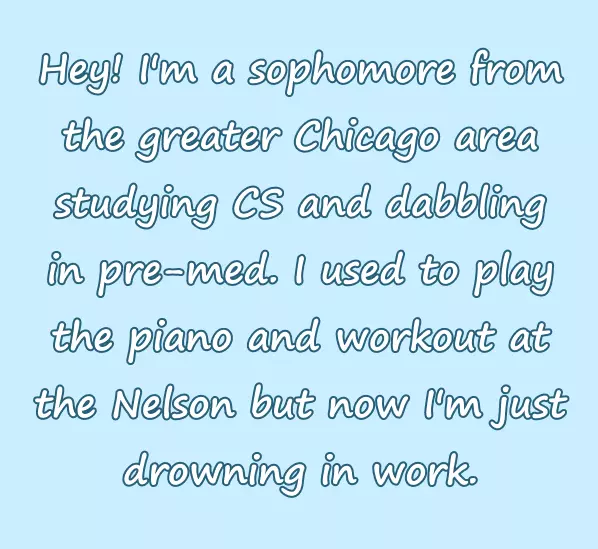 Hey! I'm a sophomore from
the greater Chicago area
studying CS and dabbling
in pre-med. I used to play
the piano and workout at
the Nelson but now I'm just
drowning in work.